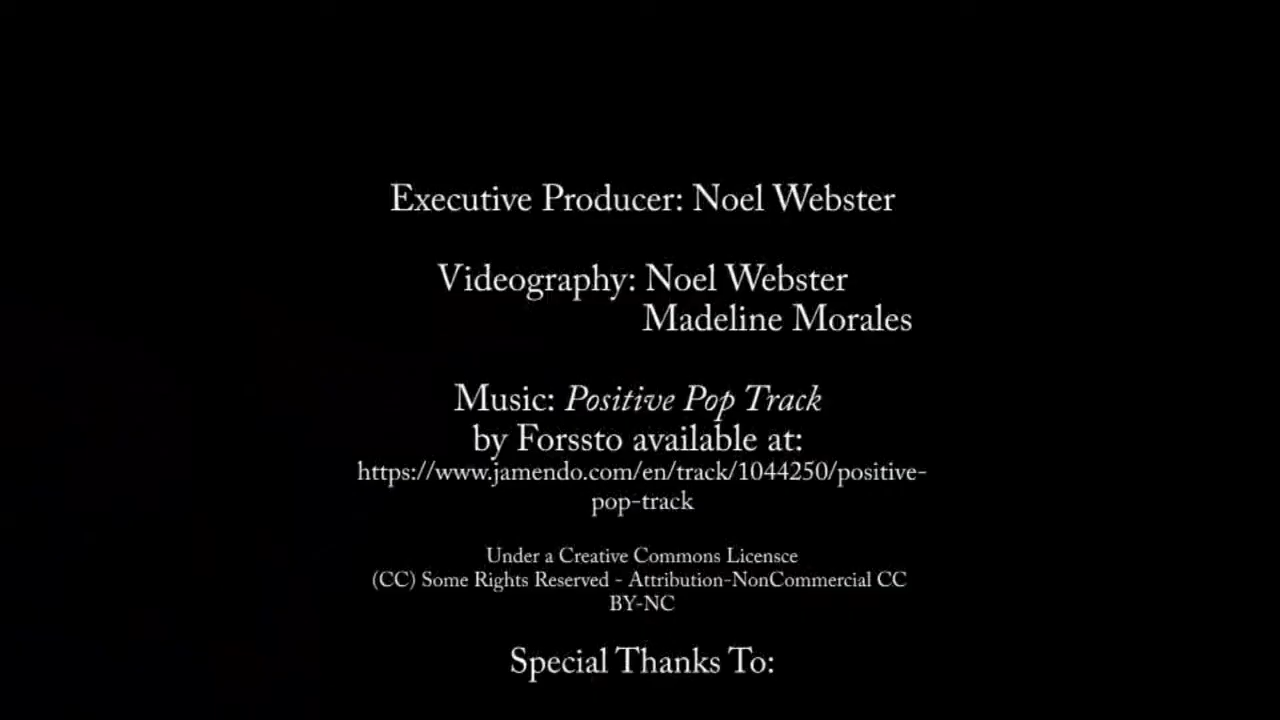 Executive Producer: Noel Webster
Videography: Noel Webster
Madeline Morales
Music: Positive Pop Track
by Forssto available at:
https://www.jamendo.com/en/track/1044250/positive-
pop-track
Under a Creative Commons Licensce
(CC) Some Rights Reserved - Attribution-NonCommercial CC
BY-NC
Special Thanks To: